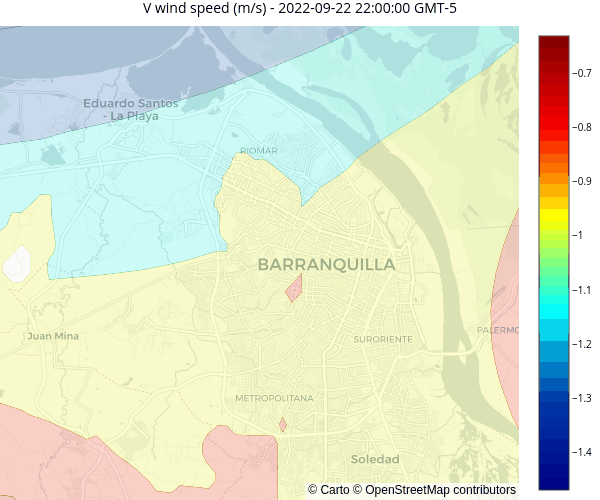 V wind speed (m/s) - 2022-09-22 22:00:00 GMT-5
Eduardo Santos
- La Playa
RIOMAR
BARRANQUILLA
Juan Mina
SURORIENTE
PALERMO
METROPOLITANA
Soledad
© Carto © OpenStreetMap contributors
−0.7
−0.8
−0.9
−1
−1.1
−1.2
−1.3
−1.4